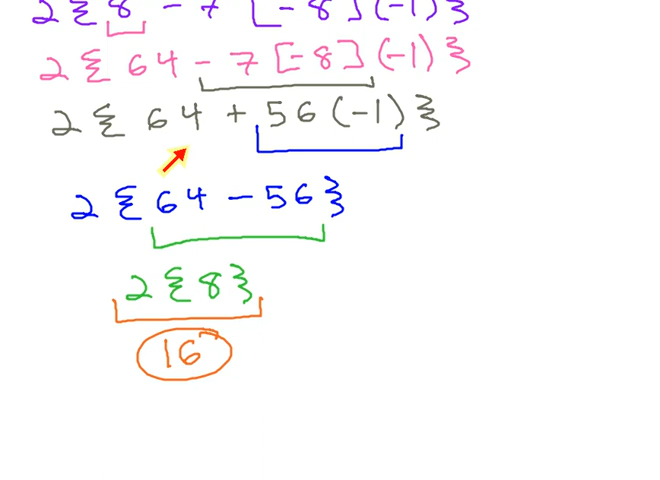 2{8 - 7[-8](-1)}
2{64 - 7[-8](-1)}
2{64 + 56(-1)}
2{64 - 56}
2{8}
16